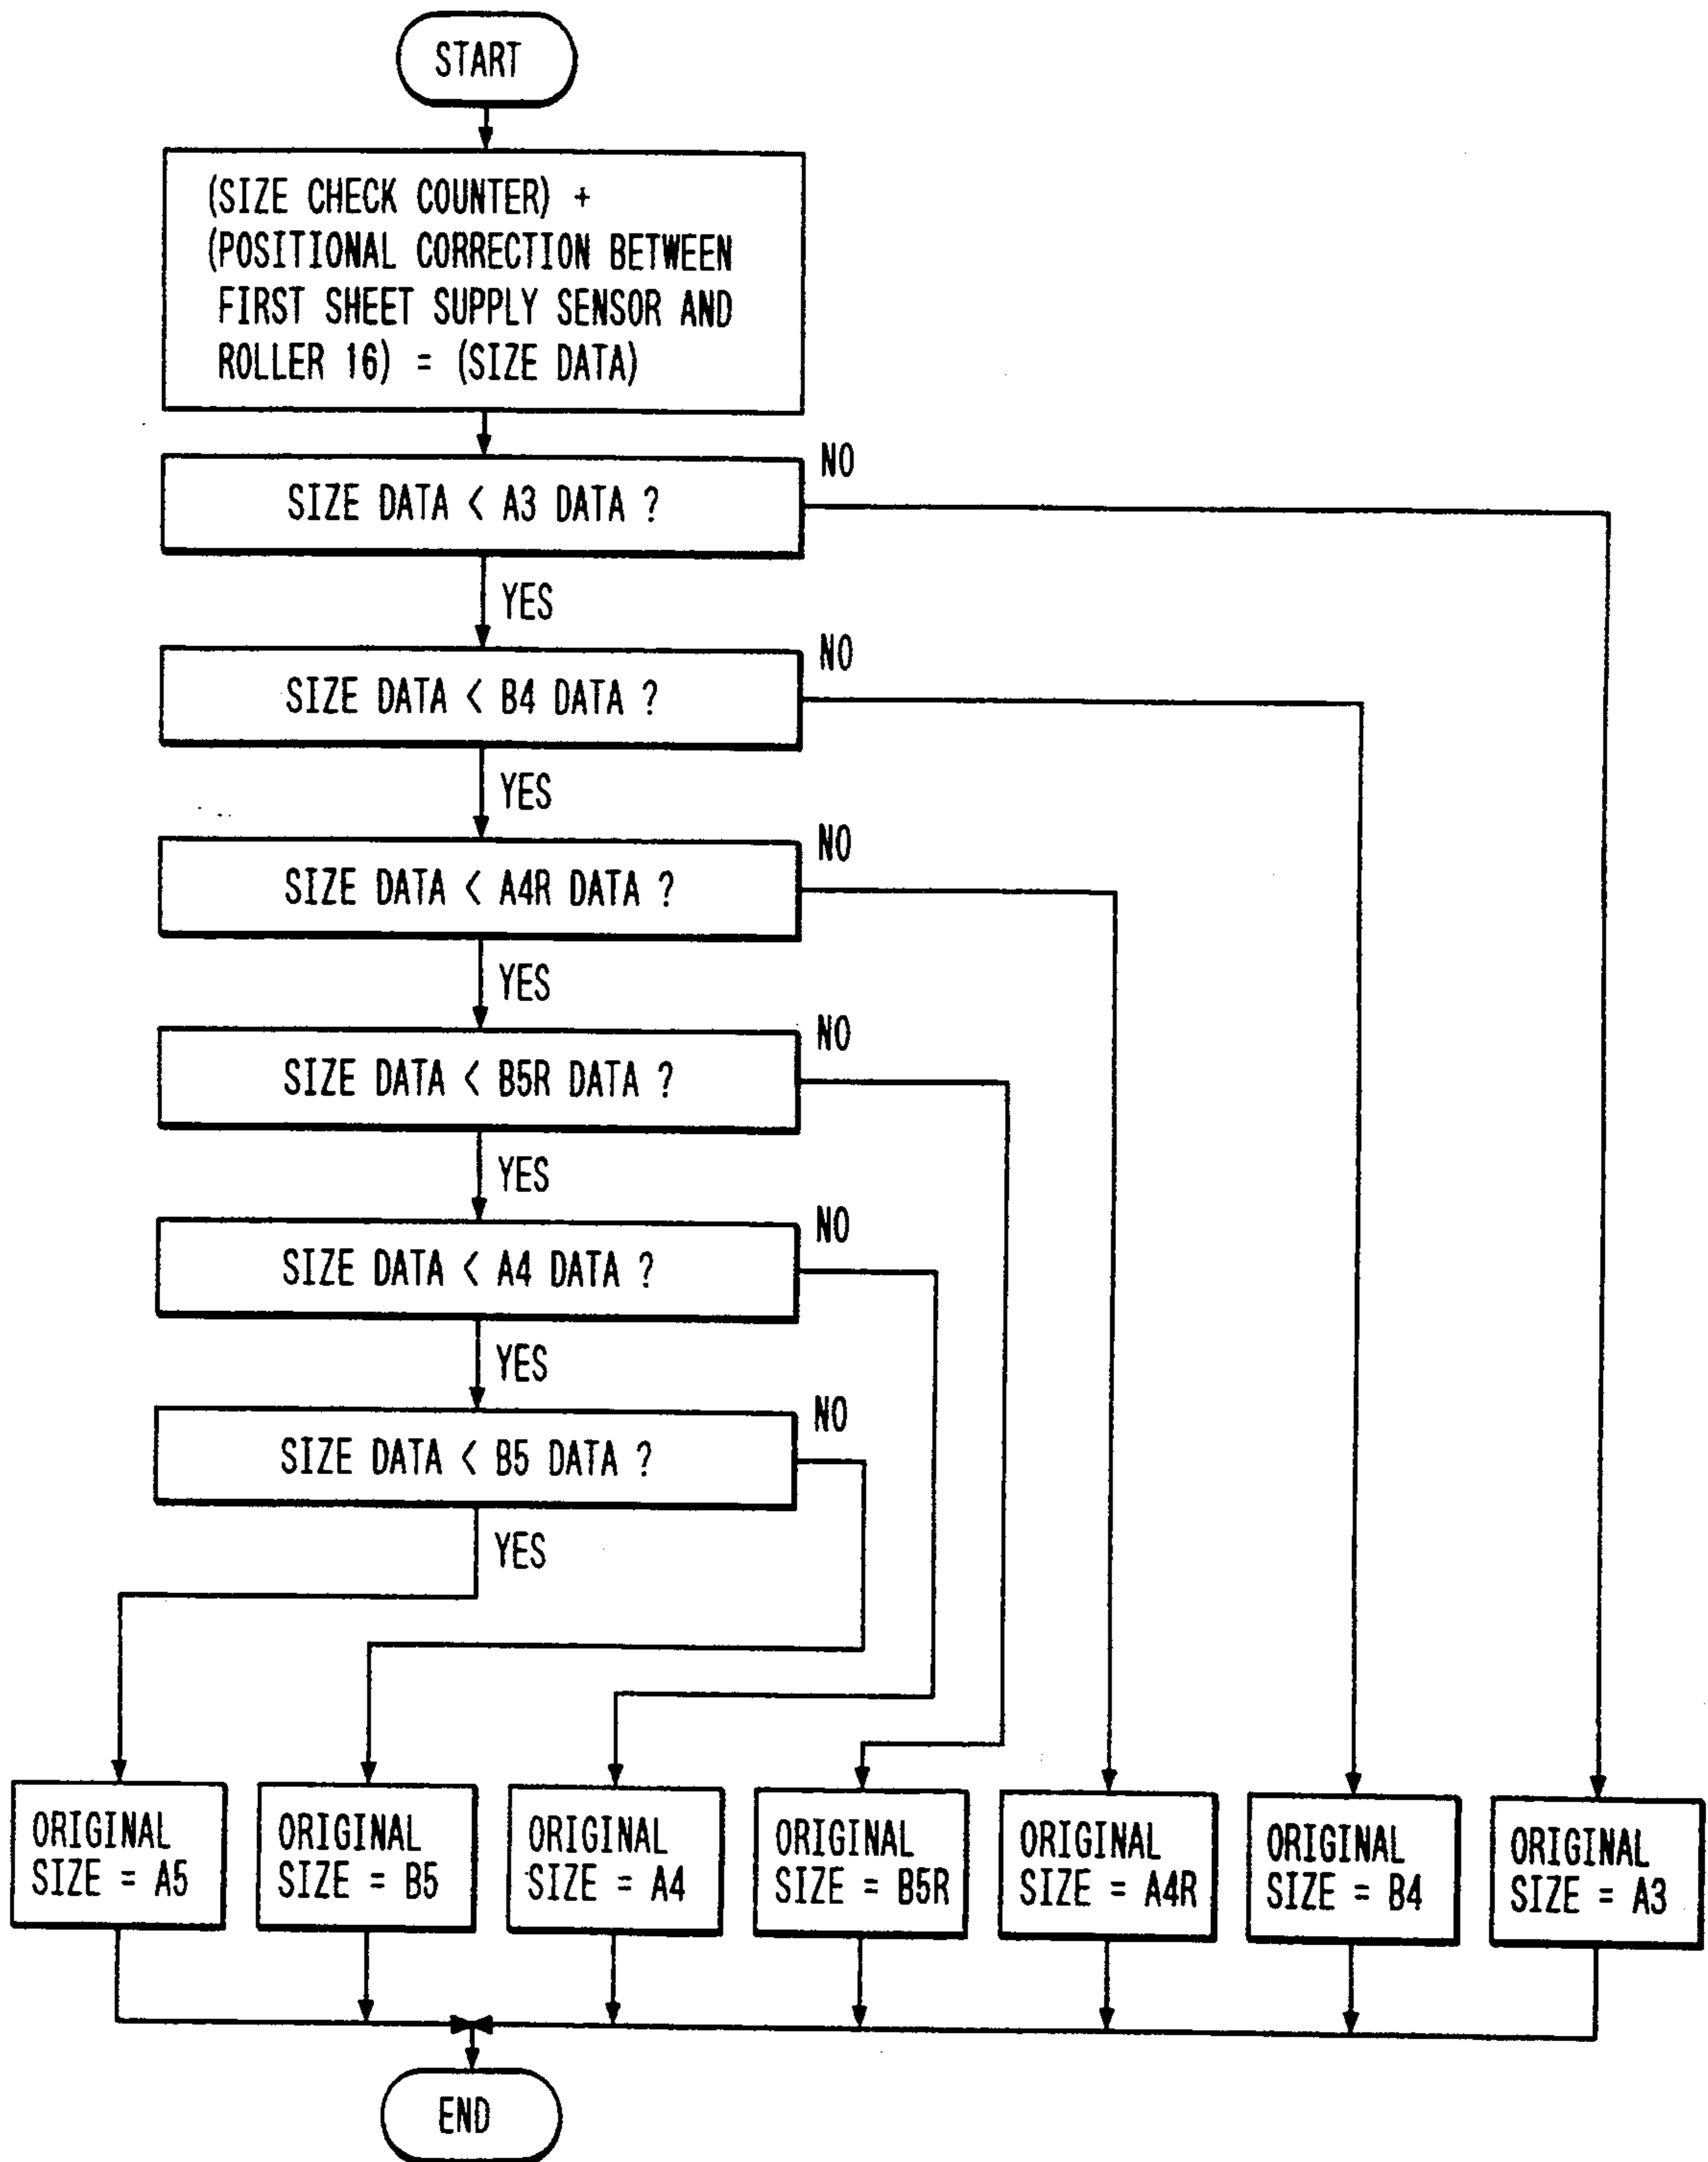 START
(SIZE CHECK COUNTER) +
(POSITIONAL CORRECTION BETWEEN
FIRST SHEET SUPPLY SENSOR AND
ROLLER 16) = (SIZE DATA)
SIZE DATA < A3 DATA ?
NO
YES
SIZE DATA < B4 DATA ?
NO
YES
SIZE DATA < A4R DATA ?
NO
YES
SIZE DATA < B5R DATA ?
NO
YES
SIZE DATA < A4 DATA ?
NO
YES
SIZE DATA < B5 DATA ?
NO
YES
ORIGINAL
SIZE = A5
ORIGINAL
SIZE = B5
ORIGINAL
SIZE = A4
ORIGINAL
SIZE = B5R
ORIGINAL
SIZE = A4R
ORIGINAL
SIZE = B4
ORIGINAL
SIZE = A3
END